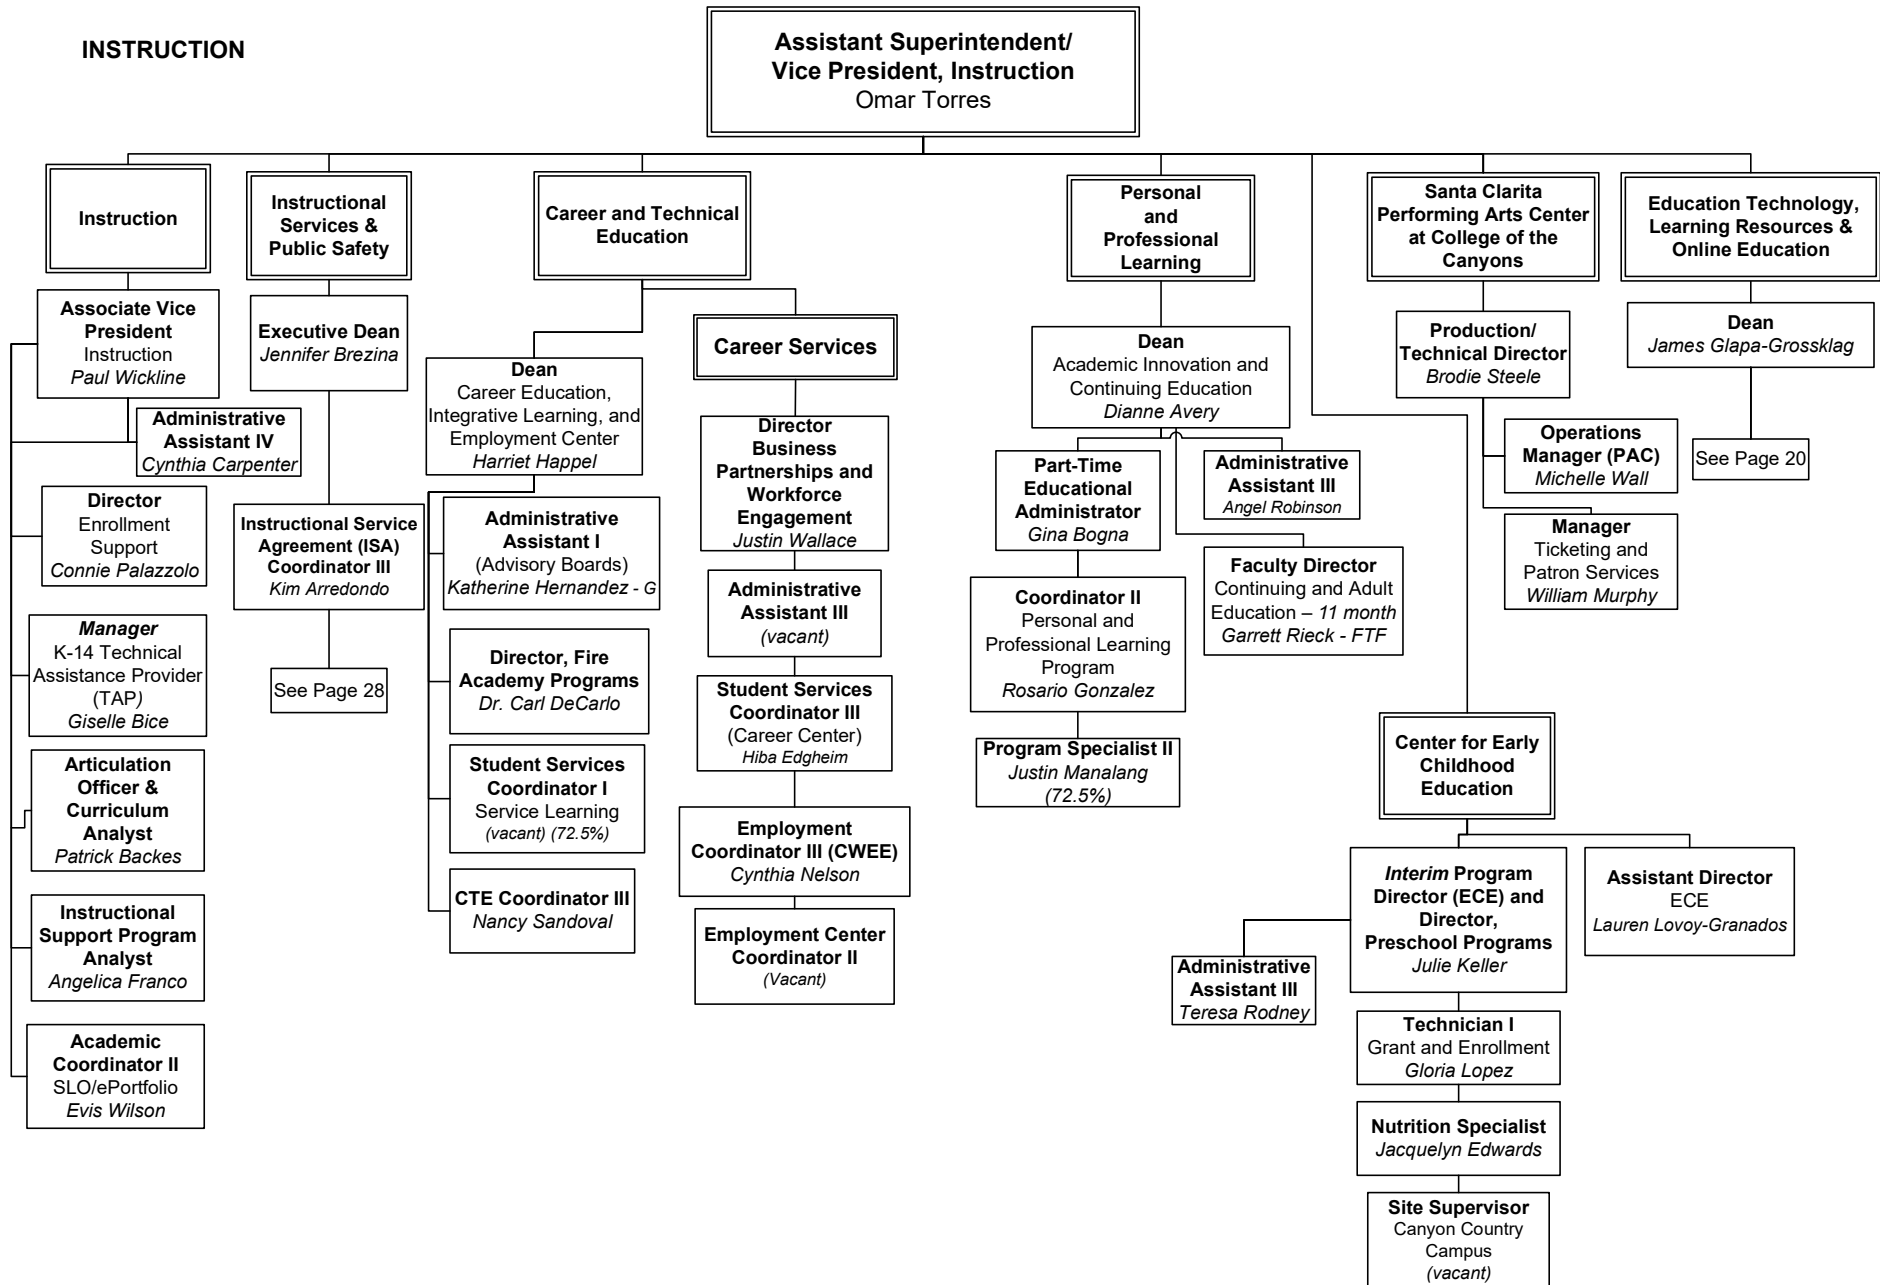 INSTRUCTION
Assistant Superintendent/
Vice President, Instruction
Omar Torres
Instruction
Associate Vice
President
Instruction
Paul Wickline
Administrative
Assistant IV
Cynthia Carpenter
Director
Enrollment
Support
Connie Palazzolo
Manager
K-14 Technical
Assistance Provider
(TAP)
Giselle Bice
Articulation
Officer &
Curriculum
Analyst
Patrick Backes
Instructional
Support Program
Analyst
Angelica Franco
Academic
Coordinator II
SLO/ePortfolio
Evis Wilson
Instructional
Services &
Public Safety
Executive Dean
Jennifer Brezina
Instructional Service
Agreement (ISA)
Coordinator III
Kim Arredondo
See Page 28
Career and Technical
Education
Dean
Career Education,
Integrative Learning, and
Employment Center
Harriet Happel
Administrative
Assistant I
(Advisory Boards)
Katherine Hernandez - G
Director, Fire
Academy Programs
Dr. Carl DeCarlo
Student Services
Coordinator I
Service Learning
(vacant) (72.5%)
CTE Coordinator III
Nancy Sandoval
Career Services
Director
Business
Partnerships and
Workforce
Engagement
Justin Wallace
Administrative
Assistant III
(vacant)
Student Services
Coordinator III
(Career Center)
Hiba Edgheim
Employment
Coordinator III (CWEE)
Cynthia Nelson
Employment Center
Coordinator II
(Vacant)
Personal
and
Professional
Learning
Dean
Academic Innovation and
Continuing Education
Dianne Avery
Part-Time
Educational
Administrator
Gina Bogna
Coordinator II
Personal and
Professional Learning
Program
Rosario Gonzalez
Program Specialist II
Justin Manalang
(72.5%)
Administrative
Assistant III
Angel Robinson
Faculty Director
Continuing and Adult
Education – 11 month
Garrett Rieck - FTF
Santa Clarita
Performing Arts Center
at College of the
Canyons
Production/
Technical Director
Brodie Steele
Operations
Manager (PAC)
Michelle Wall
Manager
Ticketing and
Patron Services
William Murphy
Education Technology,
Learning Resources &
Online Education
Dean
James Glapa-Grossklag
See Page 20
Center for Early
Childhood
Education
Interim Program
Director (ECE) and
Director,
Preschool Programs
Julie Keller
Assistant Director
ECE
Lauren Lovoy-Granados
Administrative
Assistant III
Teresa Rodney
Technician I
Grant and Enrollment
Gloria Lopez
Nutrition Specialist
Jacquelyn Edwards
Site Supervisor
Canyon Country
Campus
(vacant)